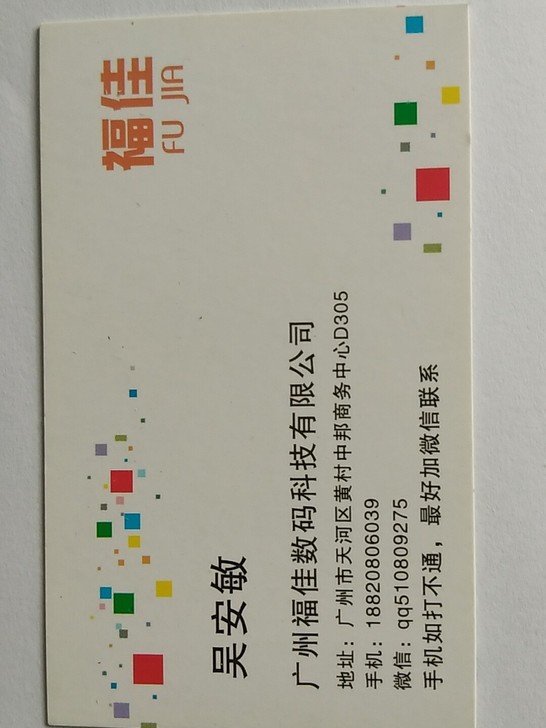 福佳
FU JIA
吴安敏
广州福佳数码科技有限公司
地址：广州市天河区黄村中邦商务中心D305
手机：18820806039
微信：qq510809275
手机如打不通，最好加微信联系